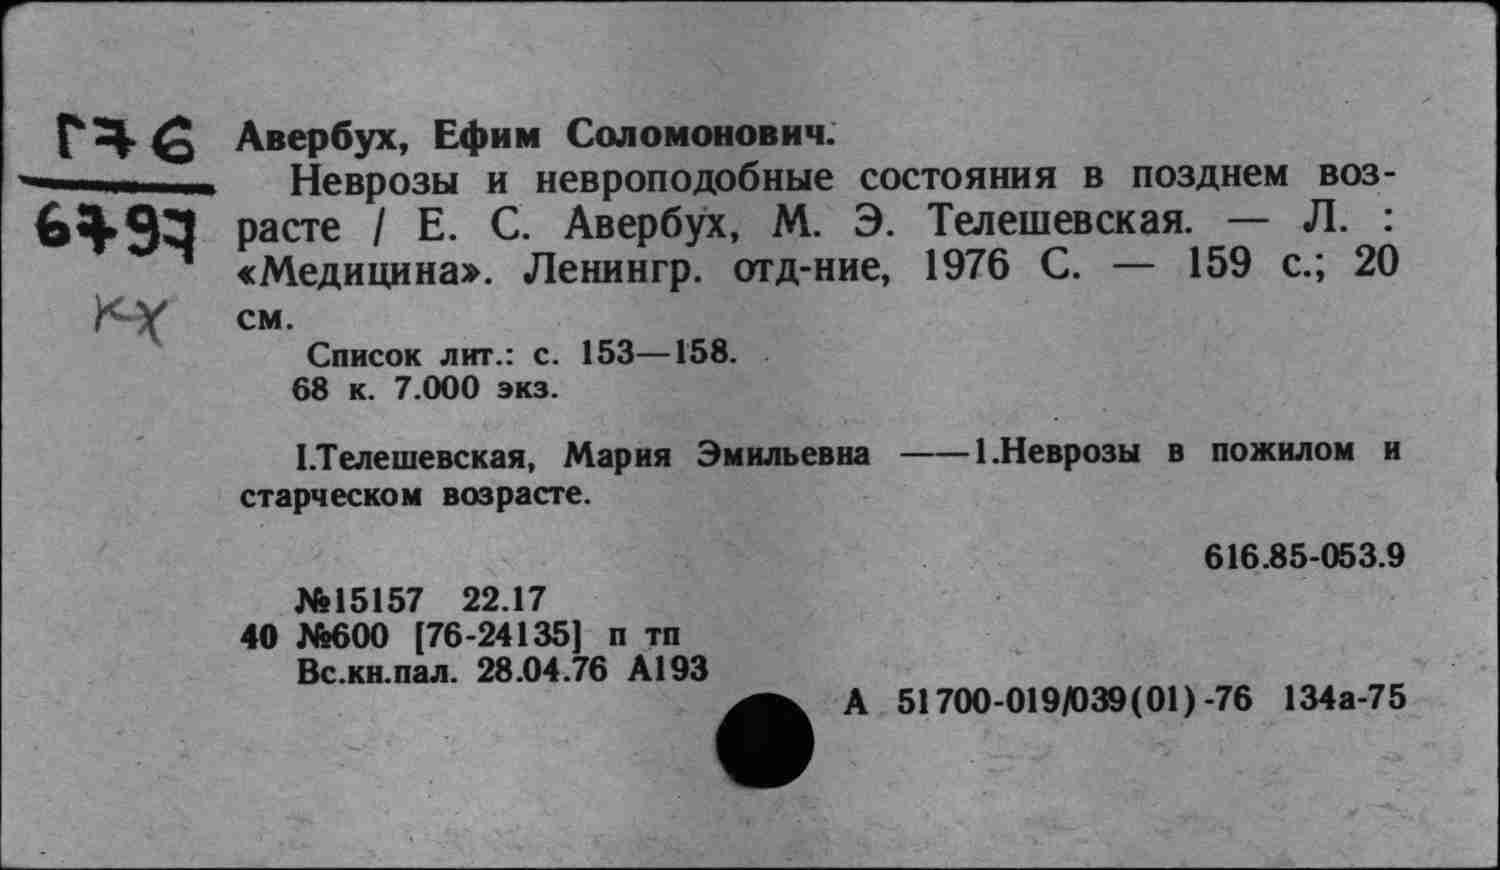 Г76
6797
к-х
Авербух, Ефим Соломонович.
Неврозы и невроподобные состояния в позднем воз-
расте / Е. С. Авербух, М. Э. Телешевская. — Л. :
«Медицина». Ленингр. отд-ние, 1976 С. — 159 с.; 20
см.
Список лит.: с. 153—158.
68 к. 7.000 экз.
I.Телешевская, Мария Эмильевна ——1.Неврозы в пожилом и
старческом возрасте.
616.85-053.9
№15157 22.17
40 №600 [76-24135] п тп
Вс.кн.пал. 28.04.76 А193
А 51700-019/039(01)-76 134а-75